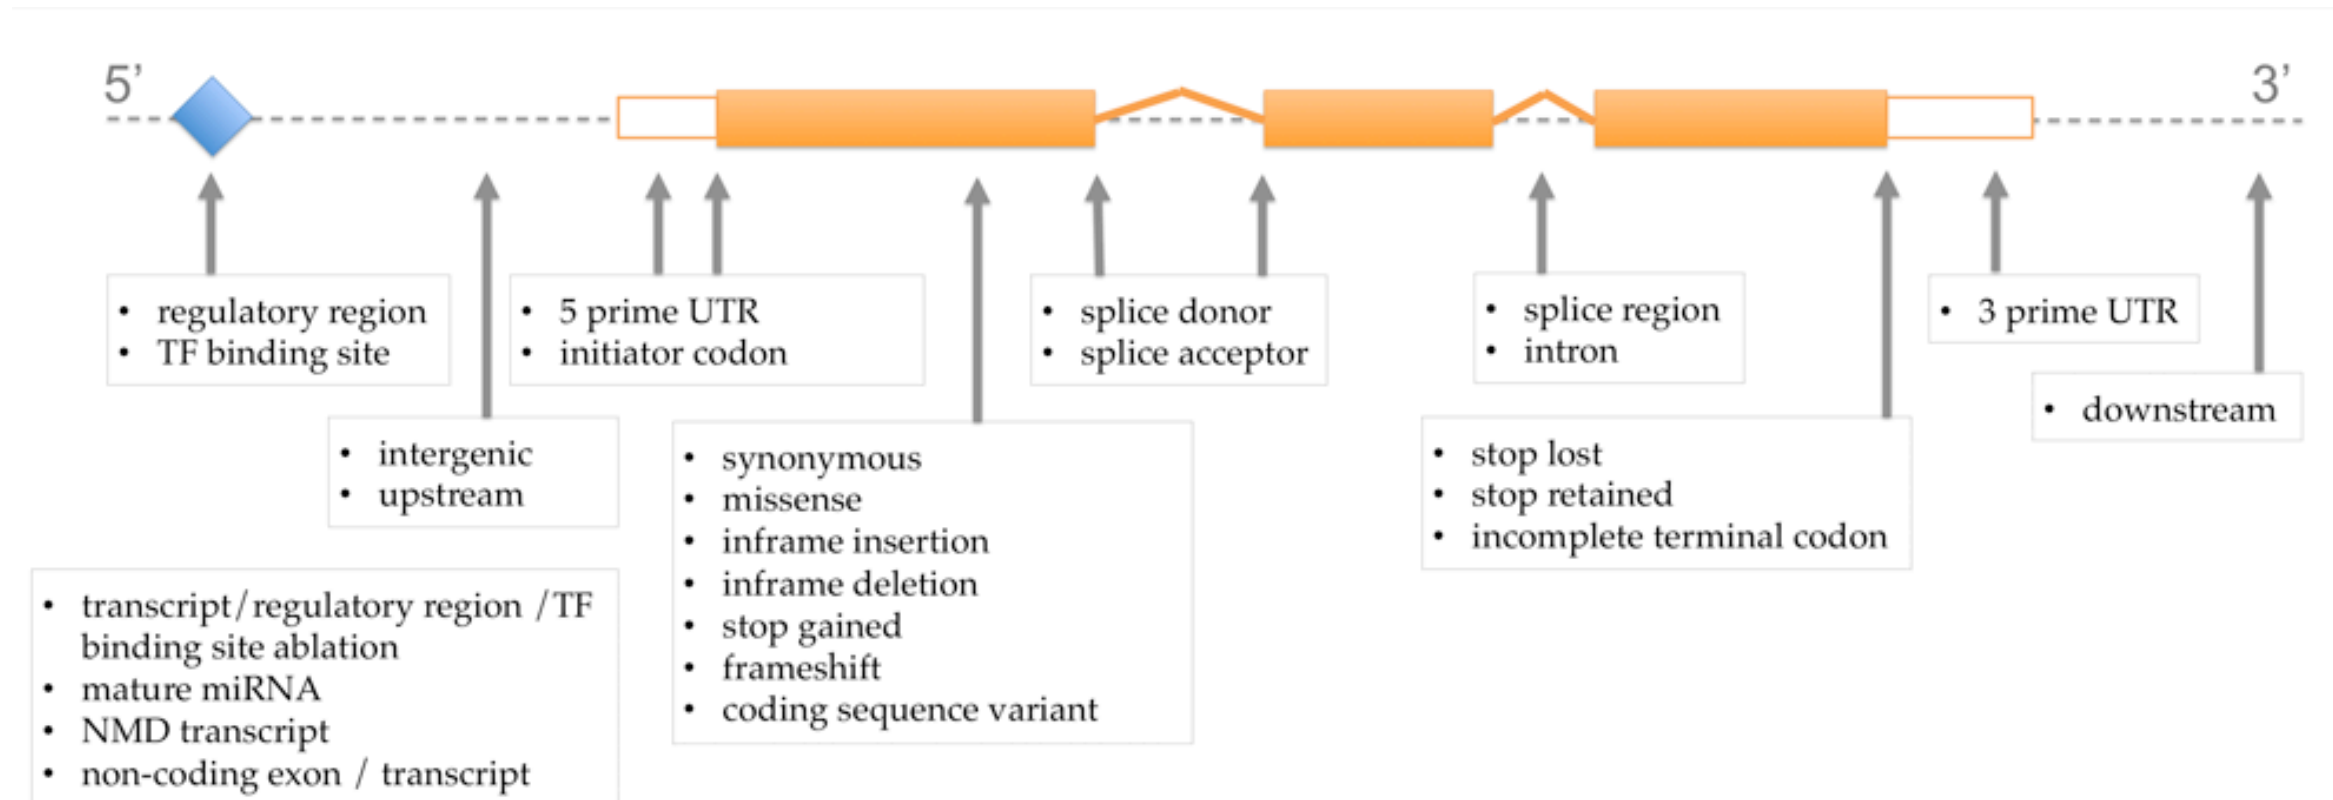 5’
3’
• regulatory region
• TF binding site
• 5 prime UTR
• initiator codon
• splice donor
• splice acceptor
• splice region
• intron
• 3 prime UTR
• downstream
• intergenic
• upstream
• synonymous
• missense
• inframe insertion
• inframe deletion
• stop gained
• frameshift
• coding sequence variant
• stop lost
• stop retained
• incomplete terminal codon
• transcript/regulatory region /TF
binding site ablation
• mature miRNA
• NMD transcript
• non-coding exon / transcript